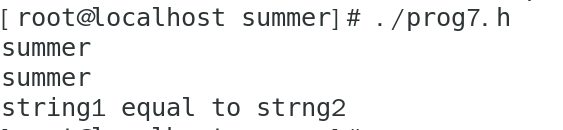 [ root@localhost summer] # ./prog7. h
summer
summer
string1 equal to strng2